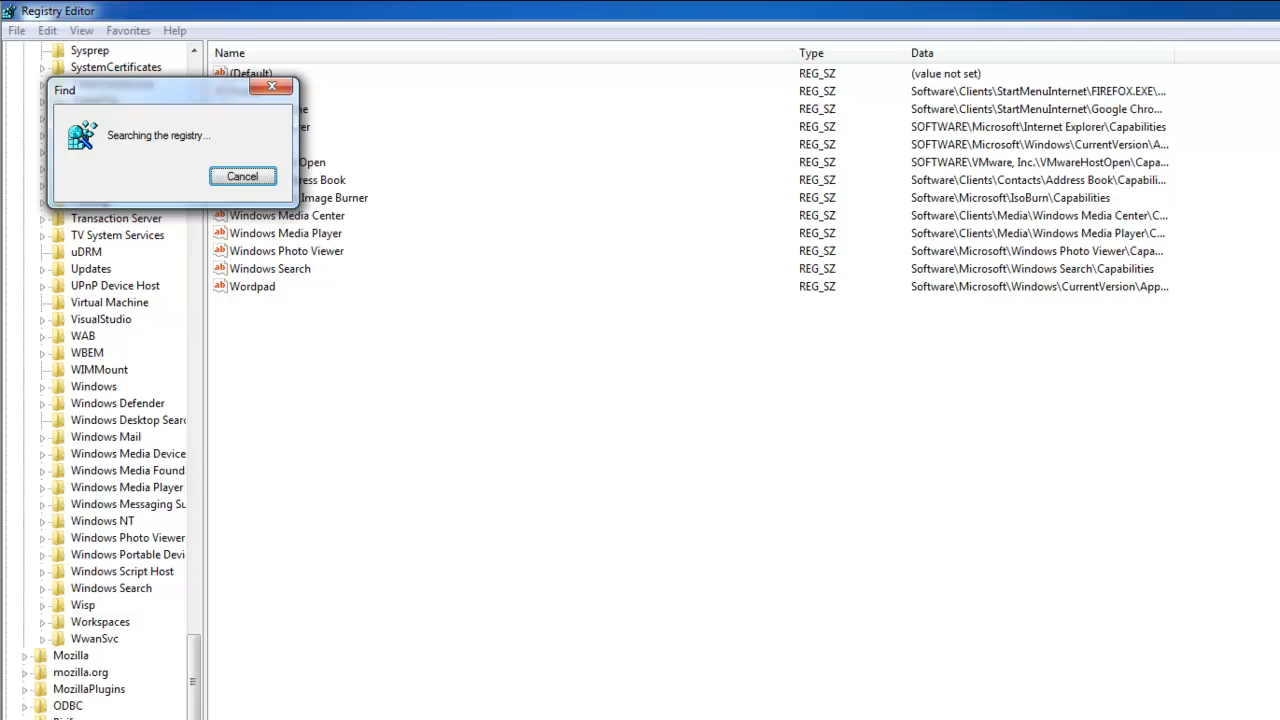 Registry Editor
File Edit View Favorites Help
Sysprep
SystemCertificates
Find
Searching the registry...
Cancel
Transaction Server
TV System Services
uDRM
Updates
UPnP Device Host
Virtual Machine
VisualStudio
WAB
WBEM
WIMMount
Windows
Windows Defender
Windows Desktop Searc
Windows Mail
Windows Media Device
Windows Media Found
Windows Media Player
Windows Messaging Su
Windows NT
Windows Photo Viewer
Windows Portable Devi
Windows Script Host
Windows Search
Wisp
Workspaces
WwanSvc
Mozilla
mozilla.org
MozillaPlugins
ODBC
Name Type Data
(Default) REG_SZ (value not set)
REG_SZ Software\Clients\StartMenuInternet\FIREFOX.EXE\...
me REG_SZ Software\Clients\StartMenuInternet\Google Chro...
er REG_SZ SOFTWARE\Microsoft\Internet Explorer\Capabilities
REG_SZ SOFTWARE\Microsoft\Windows\CurrentVersion\A...
Open REG_SZ SOFTWARE\VMware, Inc.\VMwareHostOpen\Capa...
ress Book REG_SZ Software\Clients\Contacts\Address Book\Capabili...
Image Burner REG_SZ Software\Microsoft\IsoBurn\Capabilities
Windows Media Center REG_SZ Software\Clients\Media\Windows Media Center\C...
Windows Media Player REG_SZ Software\Clients\Media\Windows Media Player\C...
Windows Photo Viewer REG_SZ Software\Microsoft\Windows Photo Viewer\Capa...
Windows Search REG_SZ Software\Microsoft\Windows Search\Capabilities
Wordpad REG_SZ Software\Microsoft\Windows\CurrentVersion\App...